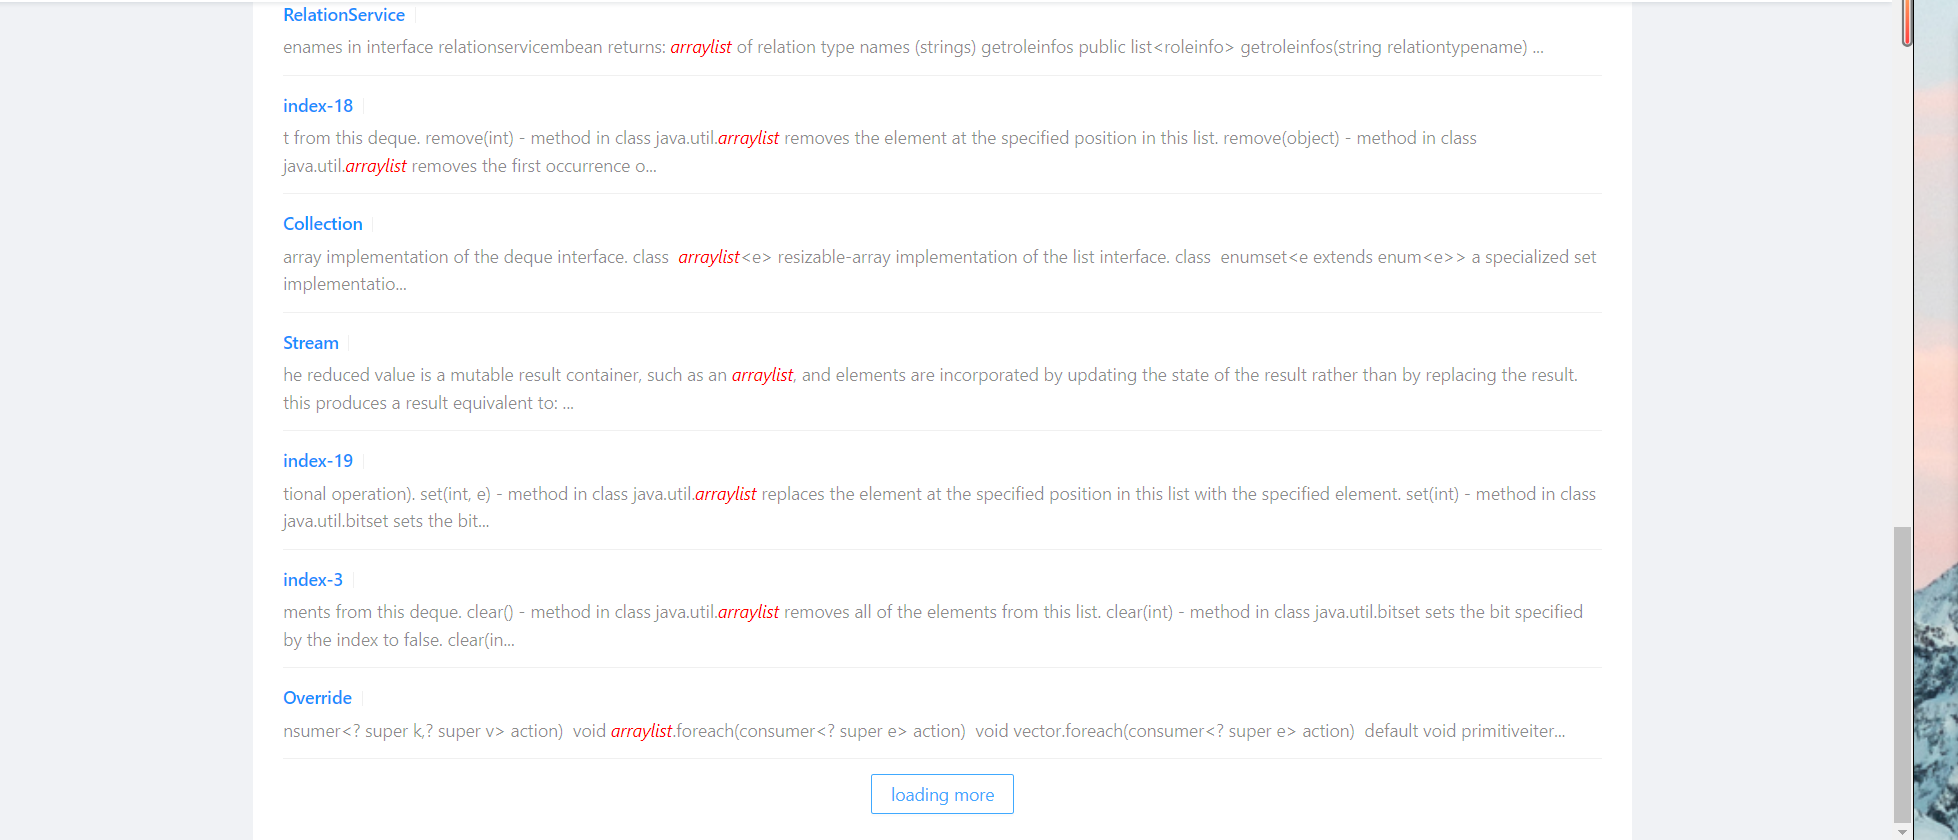 RelationService
enames in interface relationservicembean returns: arraylist of relation type names (strings) getroleinfos public list<roleinfo> getroleinfos(string relationtypename) ...
index-18
t from this deque. remove(int) - method in class java.util.arraylist removes the element at the specified position in this list. remove(object) - method in class
java.util.arraylist removes the first occurrence o...
Collection
array implementation of the deque interface. class  arraylist<e> resizable-array implementation of the list interface. class  enumset<e extends enum<e>> a specialized set
implementatio...
Stream
he reduced value is a mutable result container, such as an arraylist, and elements are incorporated by updating the state of the result rather than by replacing the result.
this produces a result equivalent to: ...
index-19
tional operation). set(int, e) - method in class java.util.arraylist replaces the element at the specified position in this list with the specified element. set(int) - method in class
java.util.bitset sets the bit...
index-3
ments from this deque. clear() - method in class java.util.arraylist removes all of the elements from this list. clear(int) - method in class java.util.bitset sets the bit specified
by the index to false. clear(in...
Override
nsumer<? super k,? super v> action)  void arraylist.foreach(consumer<? super e> action)  void vector.foreach(consumer<? super e> action)  default void primitiveiter...
loading more